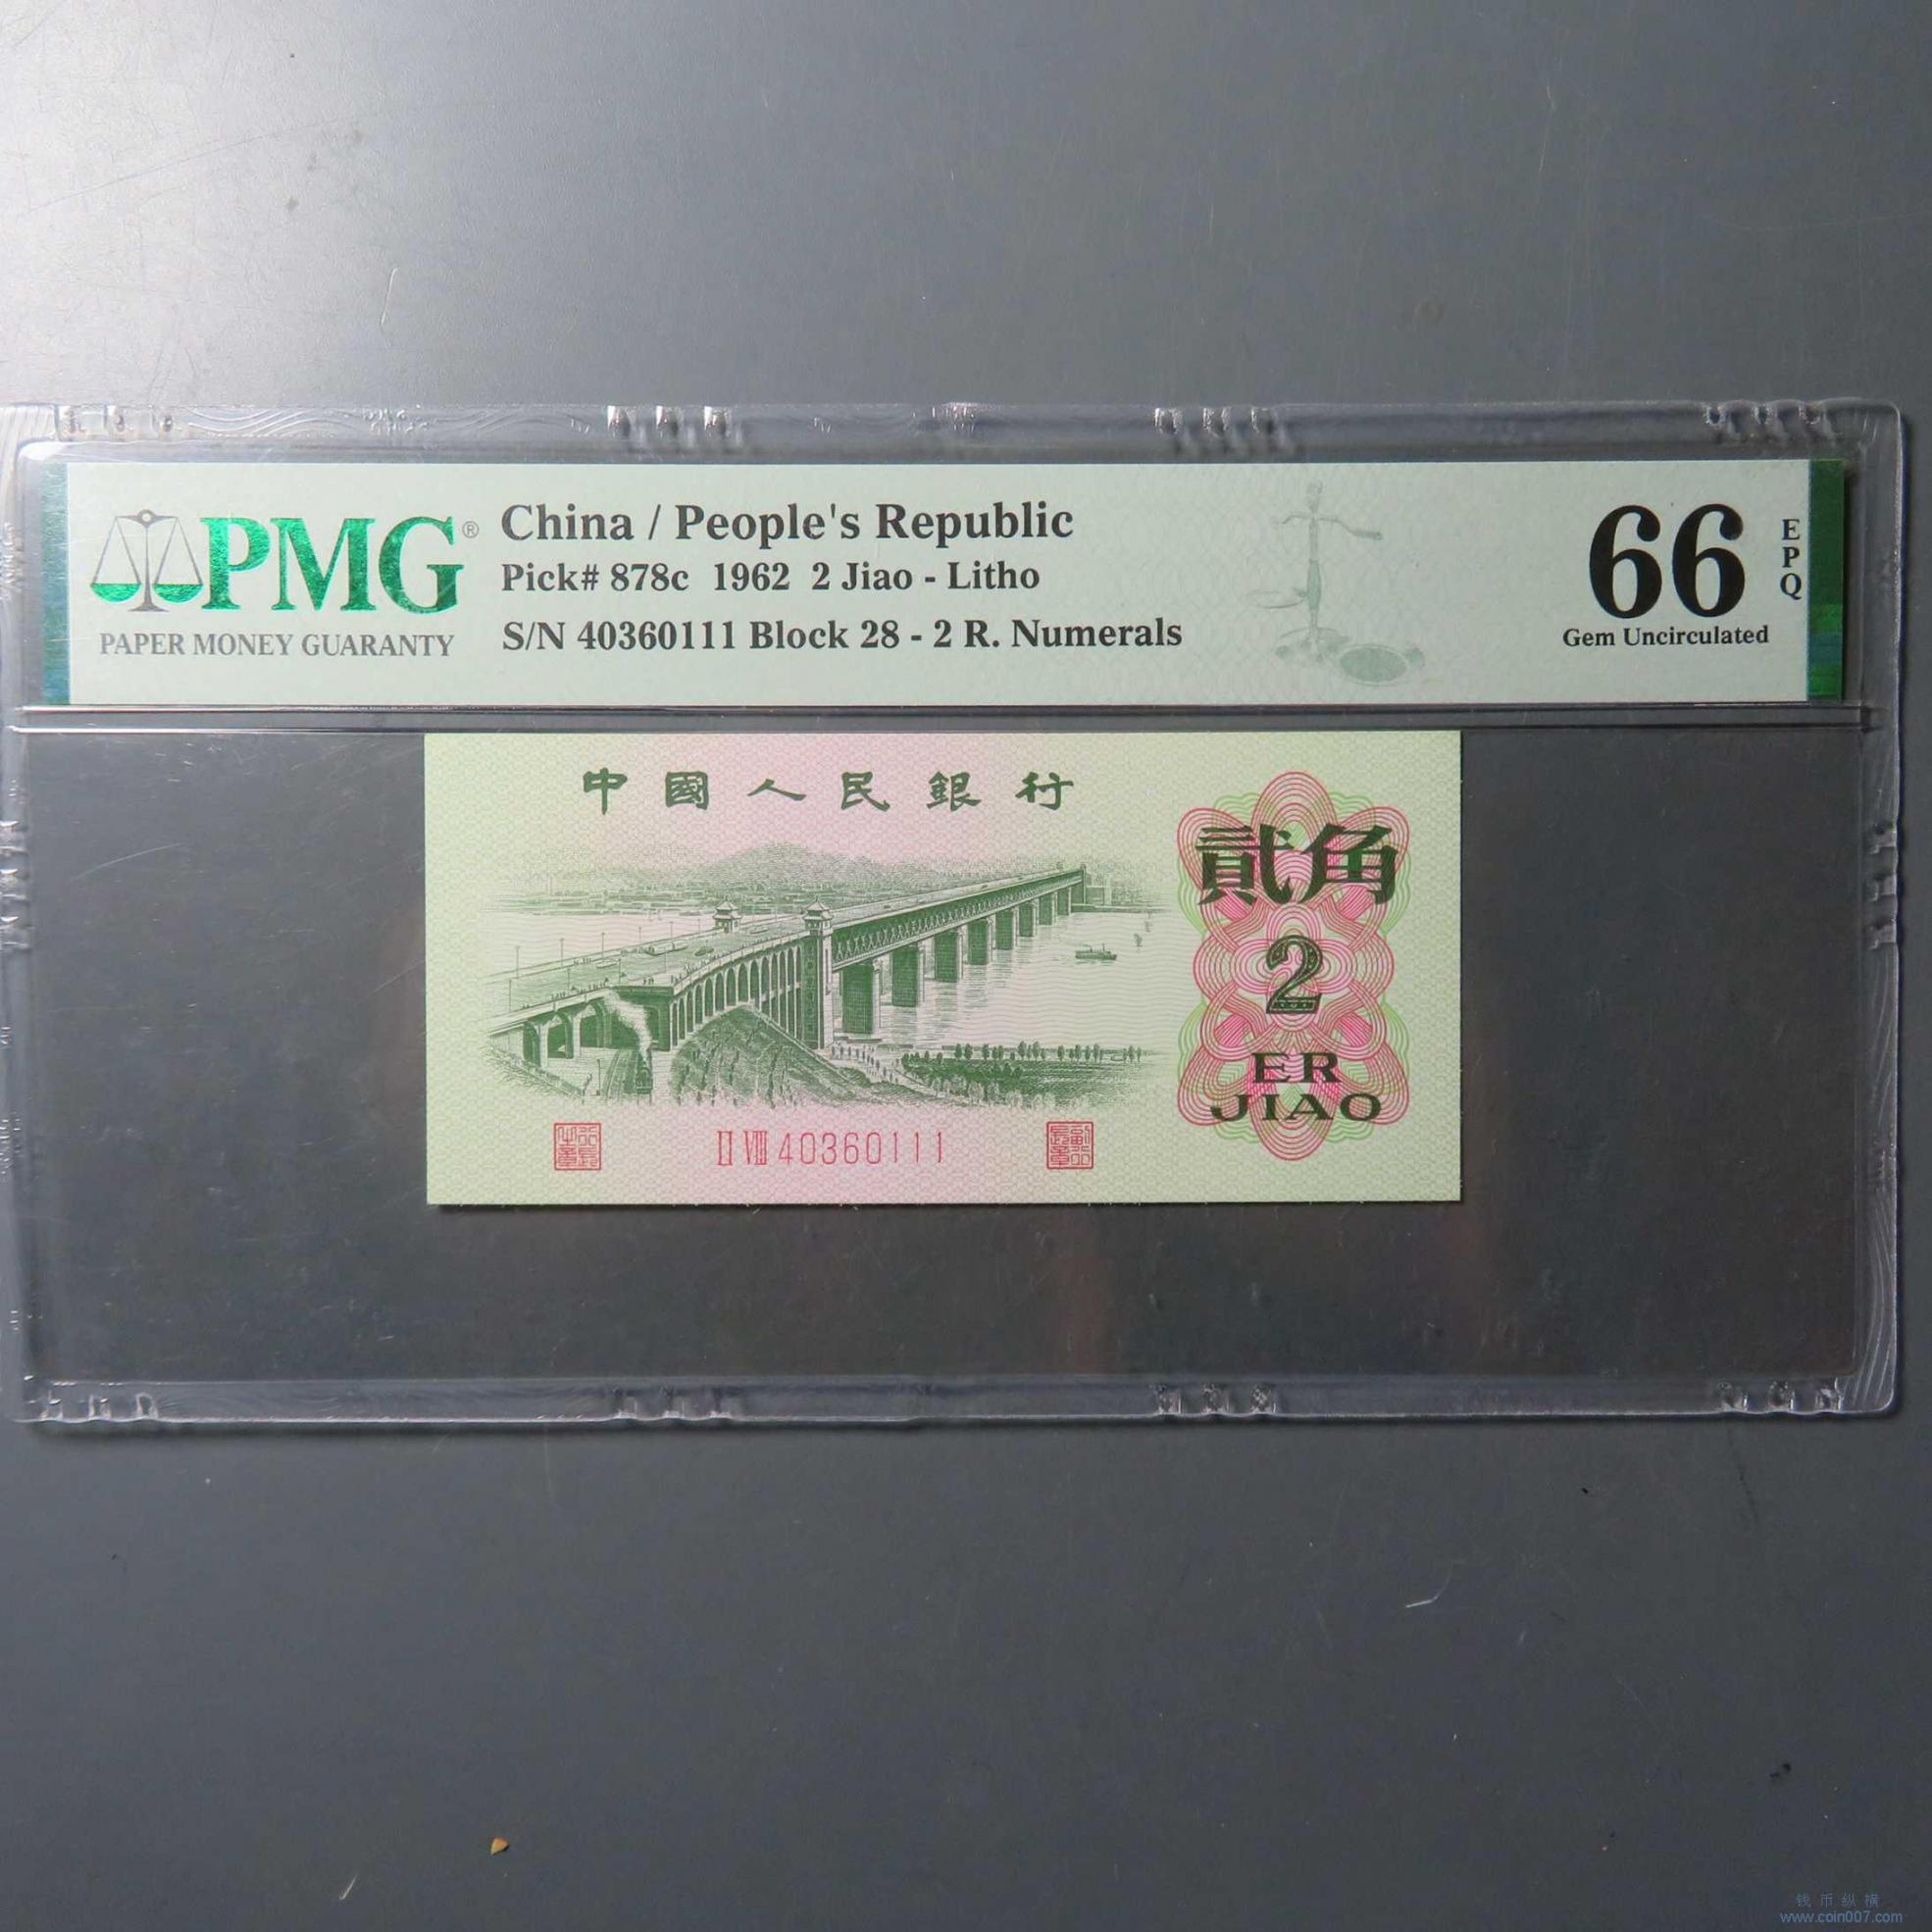 PMG®
PAPER MONEY GUARANTY
China / People's Republic
Pick# 878c 1962 2 Jiao - Litho
S/N 40360111 Block 28 - 2 R. Numerals
66
EPQ
Gem Uncirculated
中國人民銀行
貳角
2
ER
JIAO
II VIII 40360111
钱币纵横
www.coin007.com